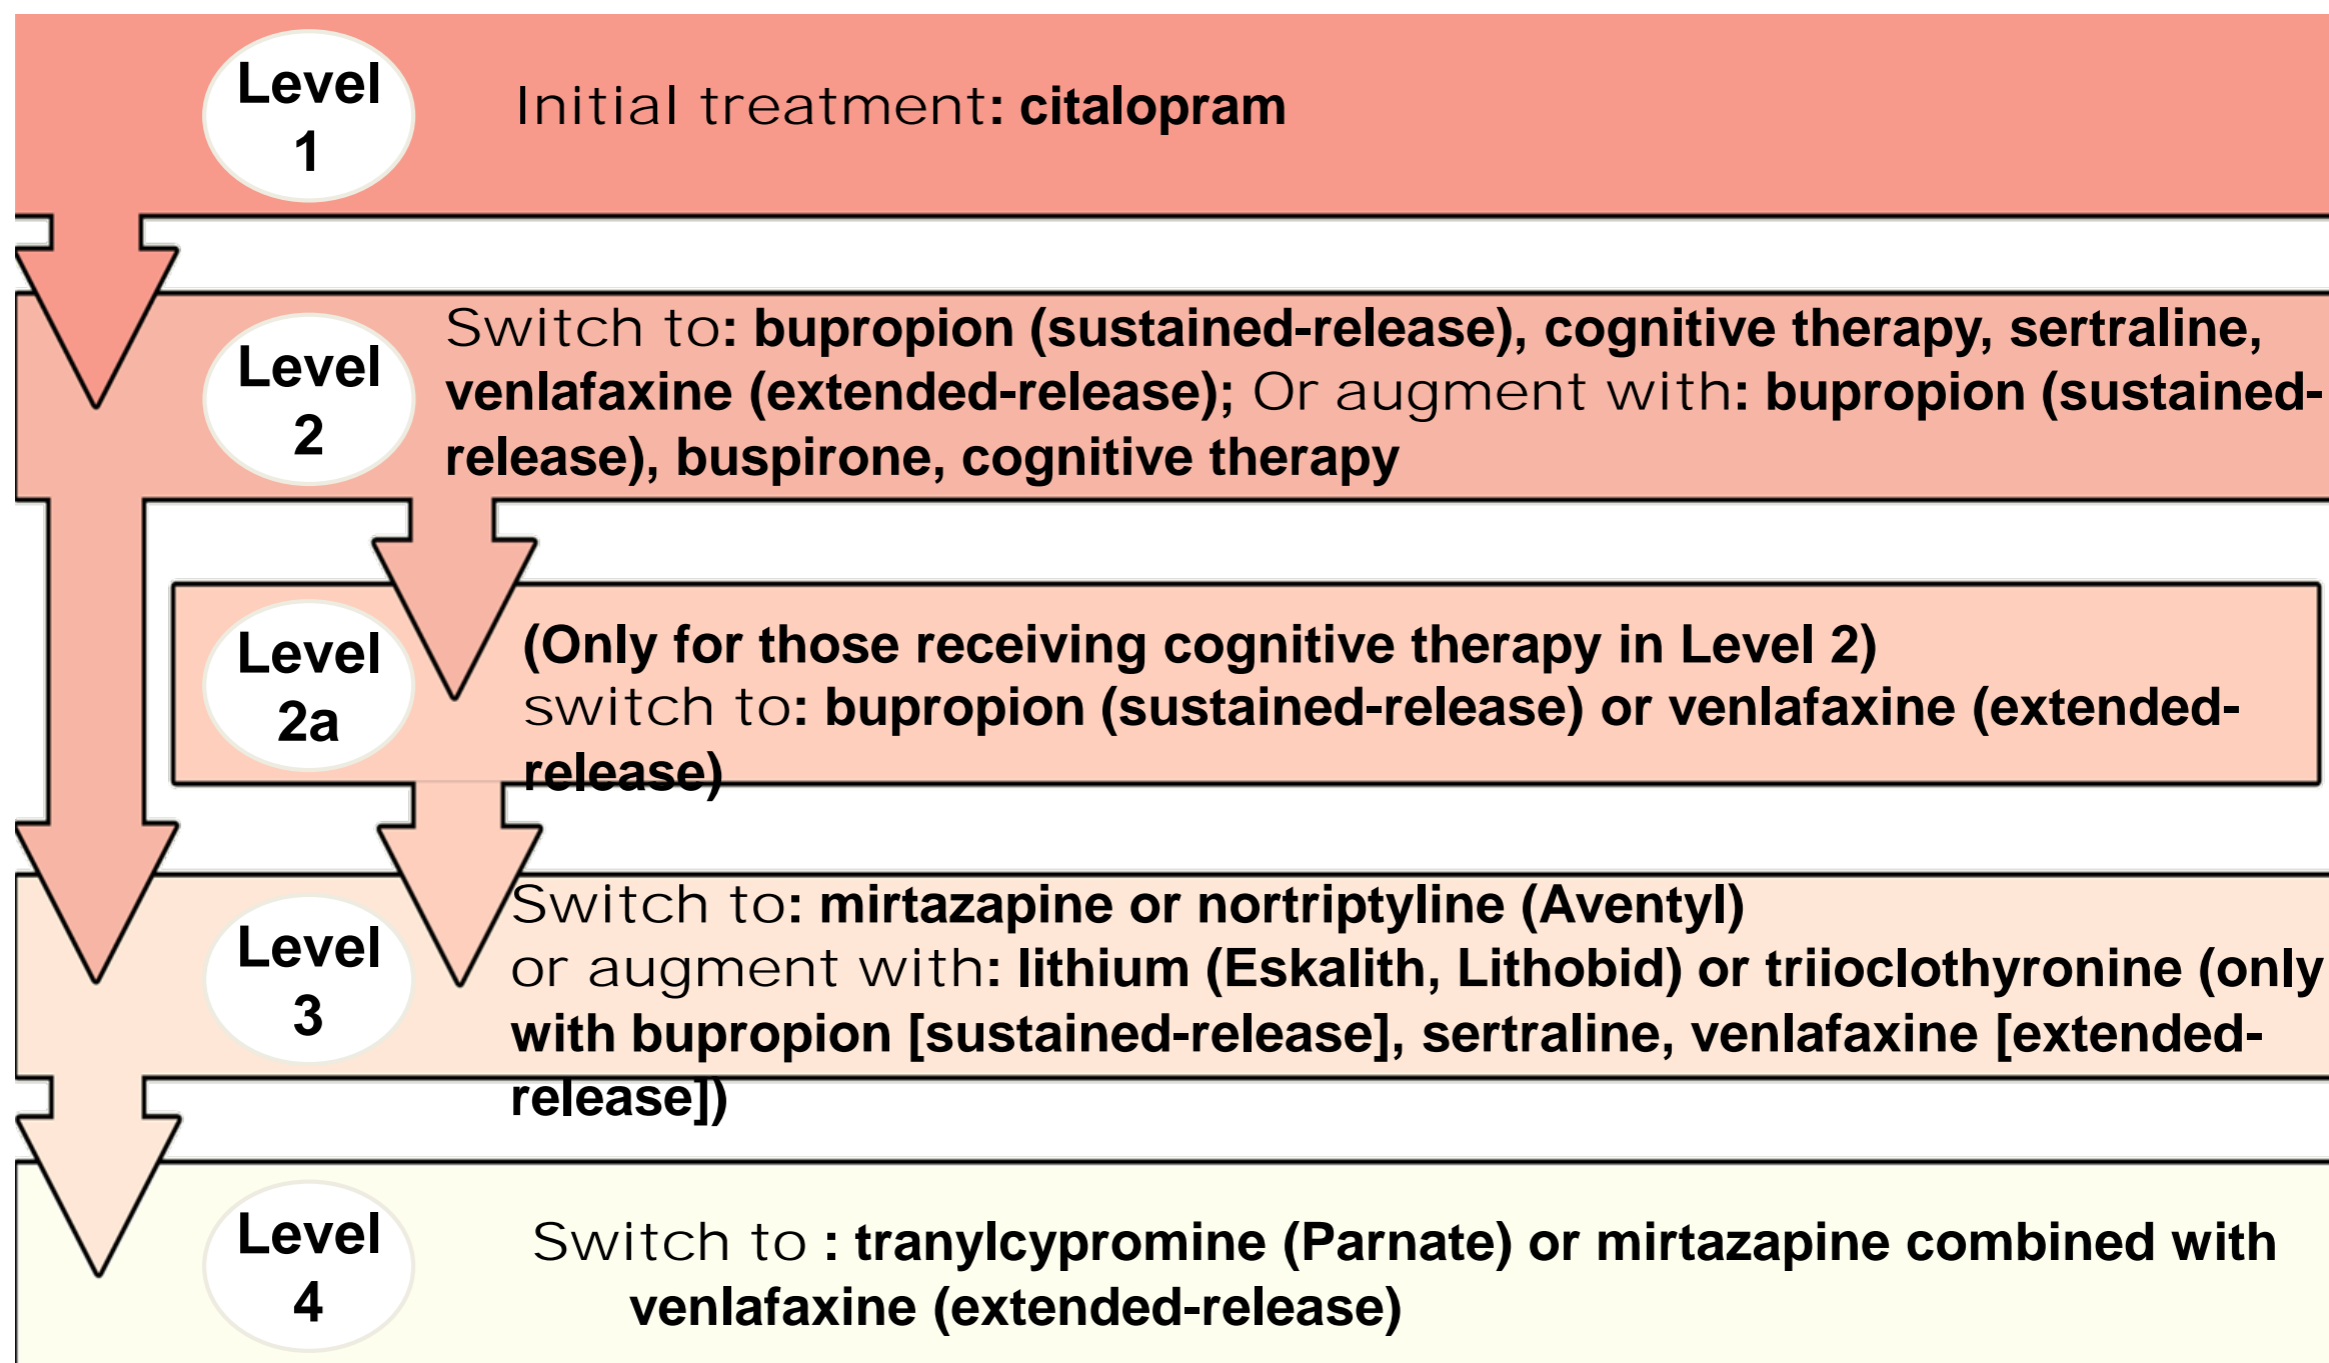 Level
1
Initial treatment: citalopram
Level
2
Switch to: bupropion (sustained-release), cognitive therapy, sertraline,
venlafaxine (extended-release); Or augment with: bupropion (sustained-
release), buspirone, cognitive therapy
Level
2a
(Only for those receiving cognitive therapy in Level 2)
switch to: bupropion (sustained-release) or venlafaxine (extended-
release)
Level
3
Switch to: mirtazapine or nortriptyline (Aventyl)
or augment with: lithium (Eskalith, Lithobid) or triioclothyronine (only
with bupropion [sustained-release], sertraline, venlafaxine [extended-
release])
Level
4
Switch to : tranylcypromine (Parnate) or mirtazapine combined with
venlafaxine (extended-release)